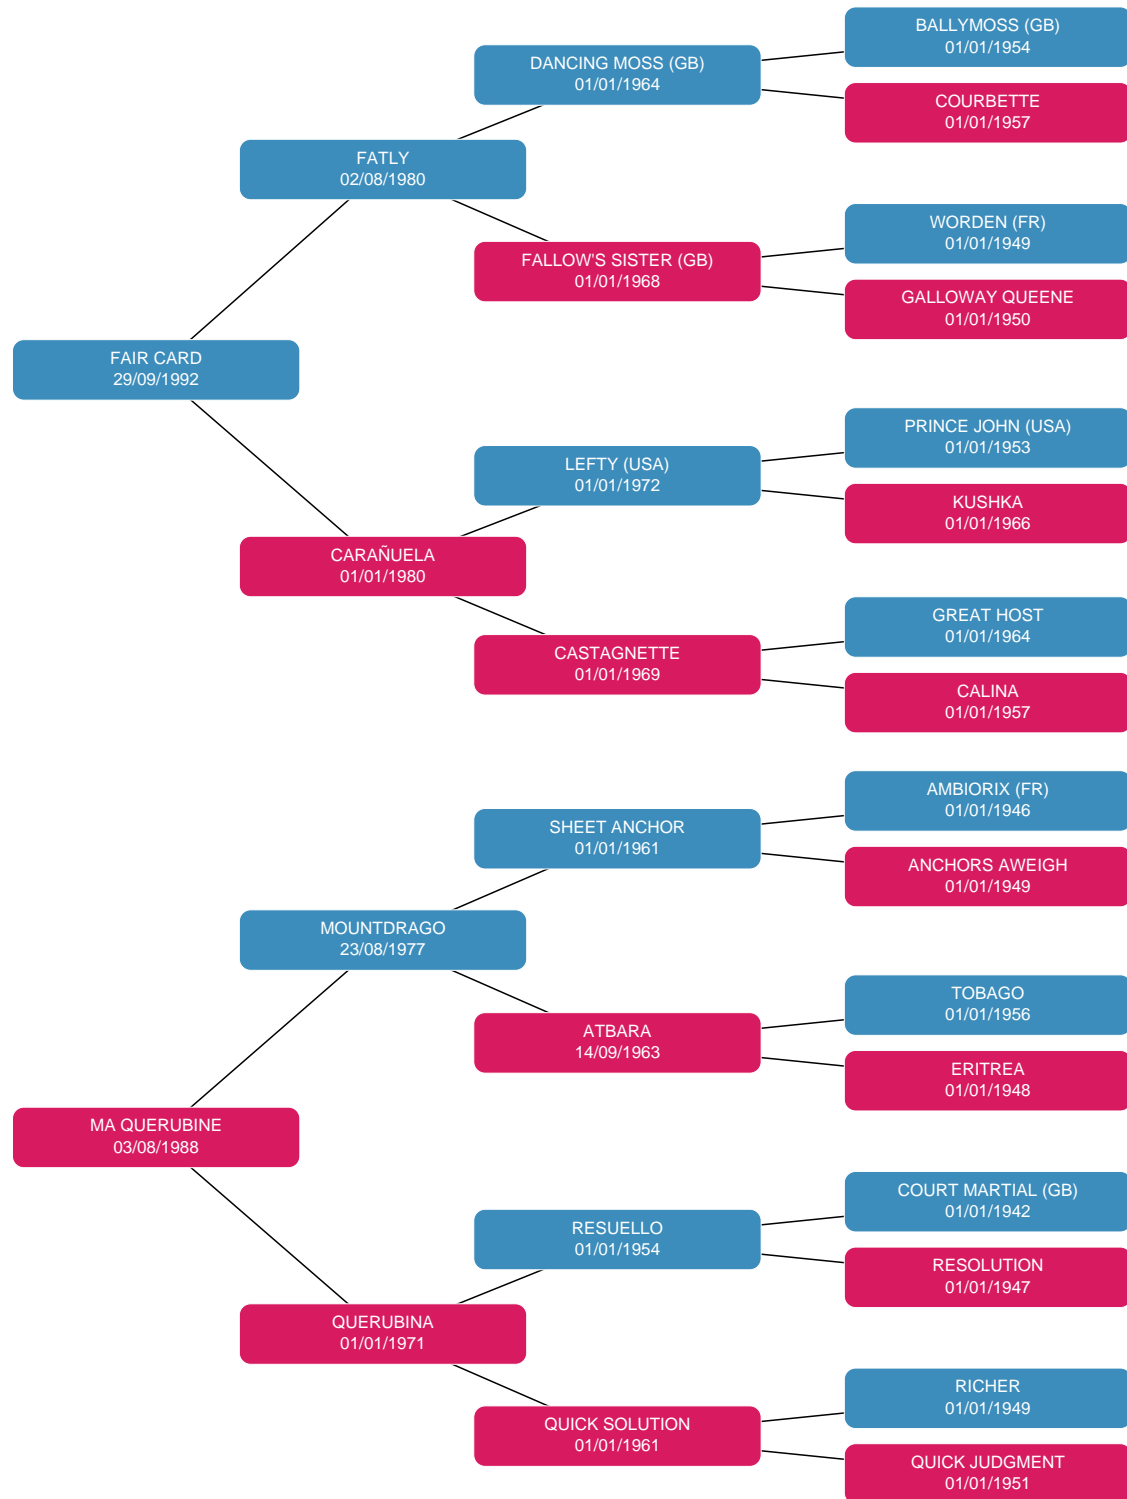 BALLYMOSS (GB)
01/01/1954
DANCING MOSS (GB)
01/01/1964
COURBETTE
01/01/1957
FATLY
02/08/1980
WORDEN (FR)
01/01/1949
FALLOW'S SISTER (GB)
01/01/1968
GALLOWAY QUEENE
01/01/1950
FAIR CARD
29/09/1992
PRINCE JOHN (USA)
01/01/1953
LEFTY (USA)
01/01/1972
KUSHKA
01/01/1966
CARAÑUELA
01/01/1980
GREAT HOST
01/01/1964
CASTAGNETTE
01/01/1969
CALINA
01/01/1957
AMBIORIX (FR)
01/01/1946
SHEET ANCHOR
01/01/1961
ANCHORS AWEIGH
01/01/1949
MOUNTDRAGO
23/08/1977
TOBAGO
01/01/1956
ATBARA
14/09/1963
ERITREA
01/01/1948
MA QUERUBINE
03/08/1988
COURT MARTIAL (GB)
01/01/1942
RESUELLO
01/01/1954
RESOLUTION
01/01/1947
QUERUBINA
01/01/1971
RICHER
01/01/1949
QUICK SOLUTION
01/01/1961
QUICK JUDGMENT
01/01/1951